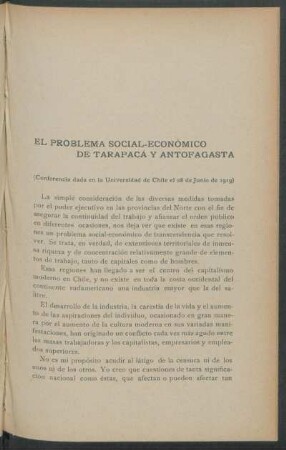 EL PROBLEMA SOCIAL-ECONÓMICO
DE TARAPACÁ Y ANTOFAGASTA
(Conferencia dada en la Universidad de Chile el 28 de Junio de 1919)
La simple consideración de las diversas medidas tomadas
por el poder ejecutivo en las provincias del Norte con el fin de
asegurar la continuidad del trabajo y afianzar el orden público
en diferentes ocasiones, nos deja ver que existe en esas regio-
nes un problema social-económico de transcendencia que resol-
ver. Se trata, en verdad, de extensiones territoriales de inmen-
sa riqueza y de concentración relativamente grande de elemen-
tos de trabajo, tanto de capitales como de hombres.
Esas regiones han llegado a ser el centro del capitalismo
moderno en Chile, y no existe en toda la costa occidental del
continente sudamericano una industria mayor que la del sa-
litre.
El desarrollo de la industria, la carestía de la vida y el aumen-
to de las aspiraciones del individuo, ocasionado en gran mane-
ra por el aumento de la cultura moderna en sus variadas mani-
festaciones, han originado un conflicto cada vez más agudo entre
las masas trabajadoras y los capitalistas, empresarios y emplea-
dos superiores.
No es mi propósito acudir al látigo de la censura ni de los
unos ni de los otros. Yo creo que cuestiones de tanta significa-
ción nacional como éstas, que afectan o pueden afectar tan